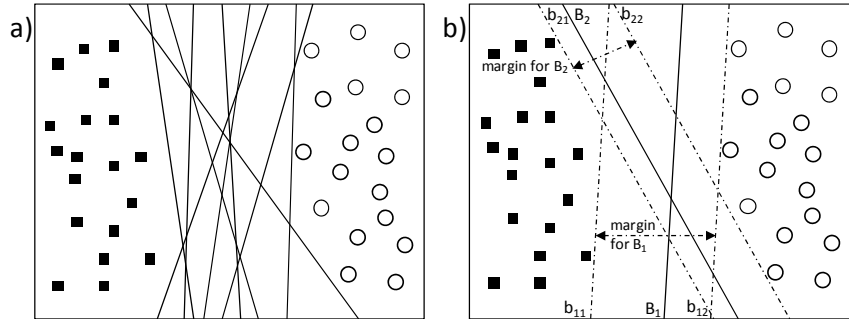 a)
b)
b₂₁ B₂ b₂₂
margin for B₂
margin
for B₁
b₁₁ B₁ b₁₂